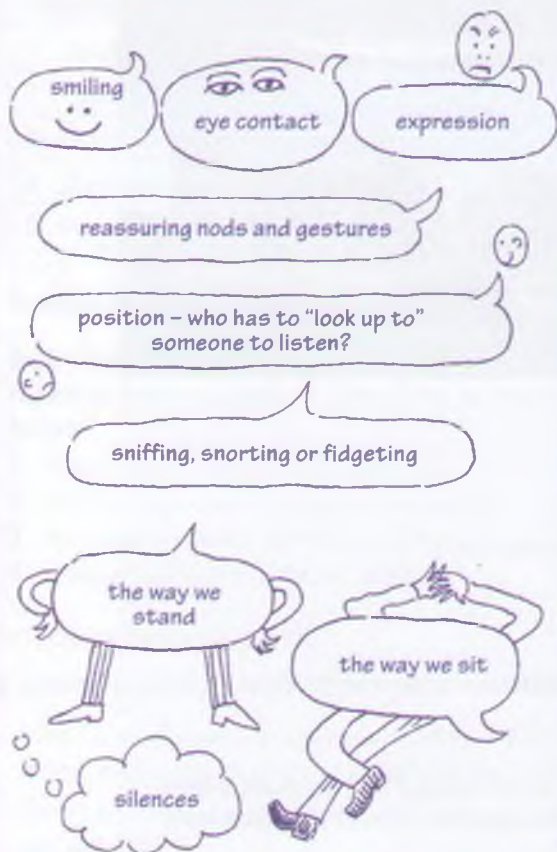 smiling
eye contact
expression
reassuring nods and gestures
position – who has to "look up to"
someone to listen?
sniffing, snorting or fidgeting
the way we
stand
the way we sit
silences